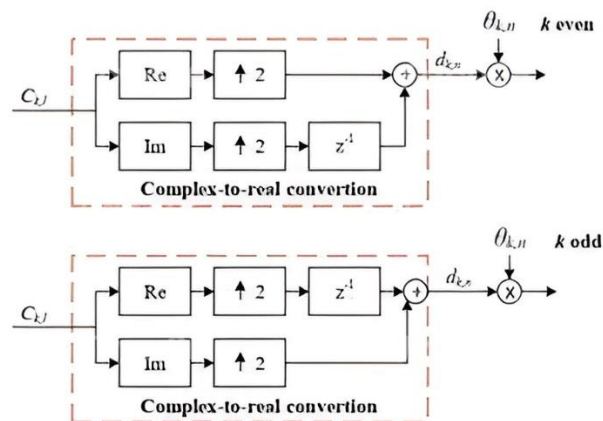 θk,n k even
Re ↑ 2 + dk,n x
Ck,l
Im ↑ 2 z-1
Complex-to-real convertion
θk,n k odd
Re ↑ 2 z-1 + dk,n x
Ck,l
Im ↑ 2
Complex-to-real convertion